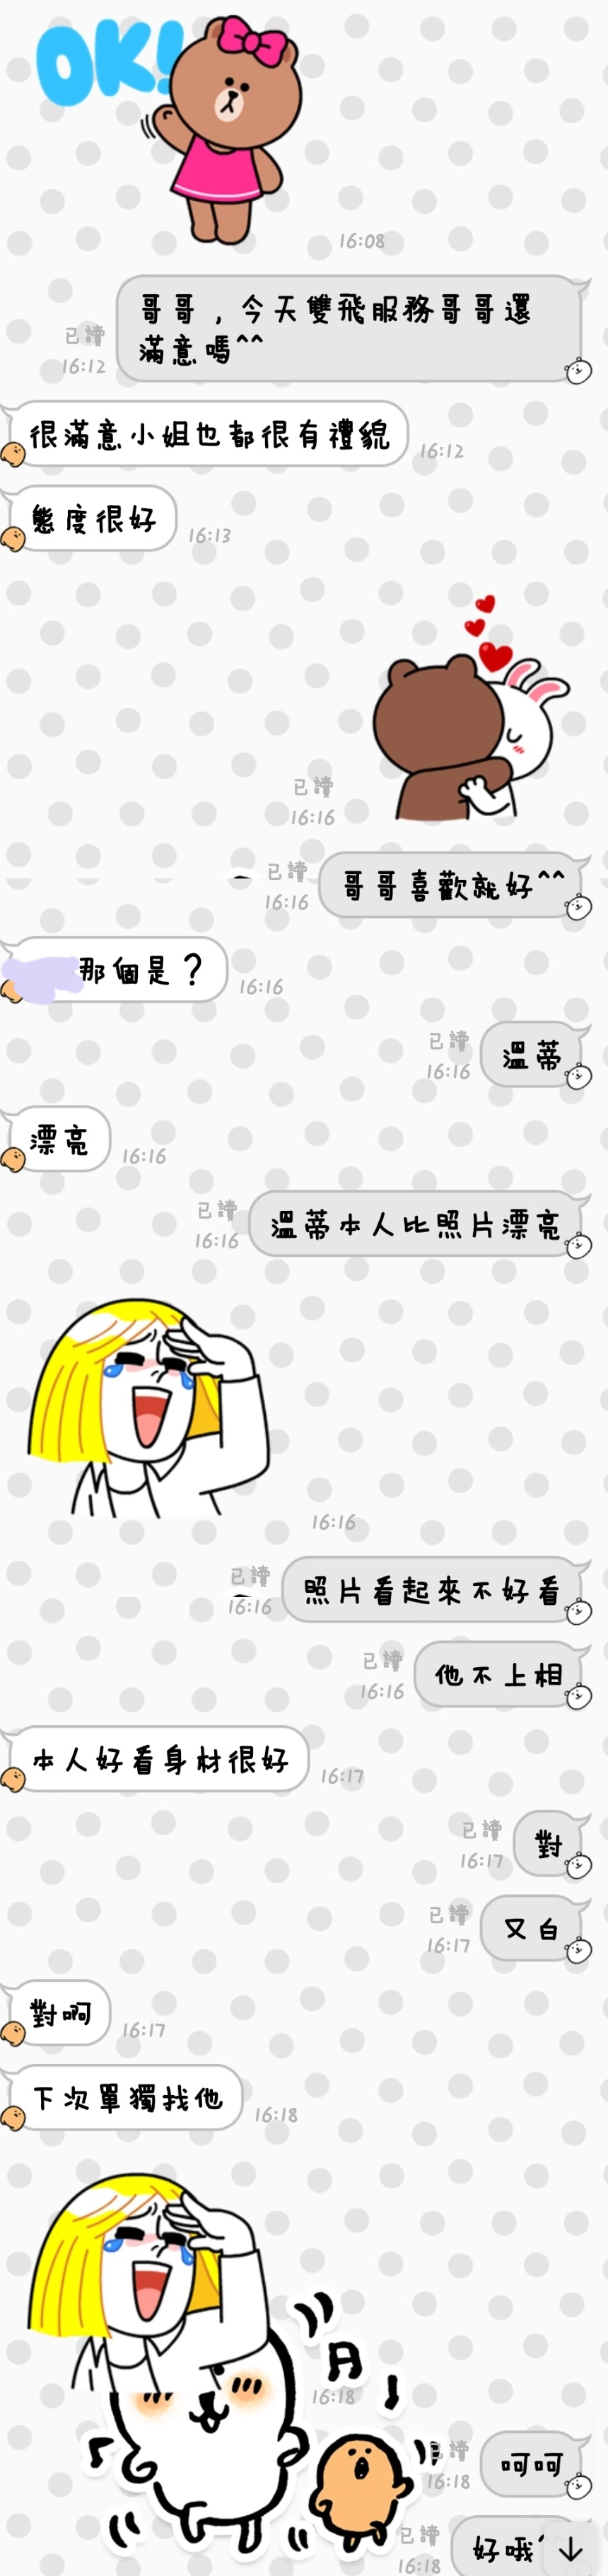 OK!
16:08
哥哥，今天雙飛服務哥哥還
滿意嗎^^
已讀
16:12
很滿意小姐也都很有禮貌
16:12
態度很好
16:13
已讀
16:16
哥哥喜歡就好^^
已讀
16:16
那個是？
16:16
已讀
16:16
溫蒂
漂亮
16:16
已讀
16:16
溫蒂本人比照片漂亮
16:16
已讀
16:16
照片看起來不好看
已讀
16:16
他不上相
本人好看身材很好
16:17
已讀
16:17
對
已讀
16:17
又白
對啊
16:17
下次單獨找他
16:18
16:18
已讀
16:18
呵呵
已讀
16:18
好哦^